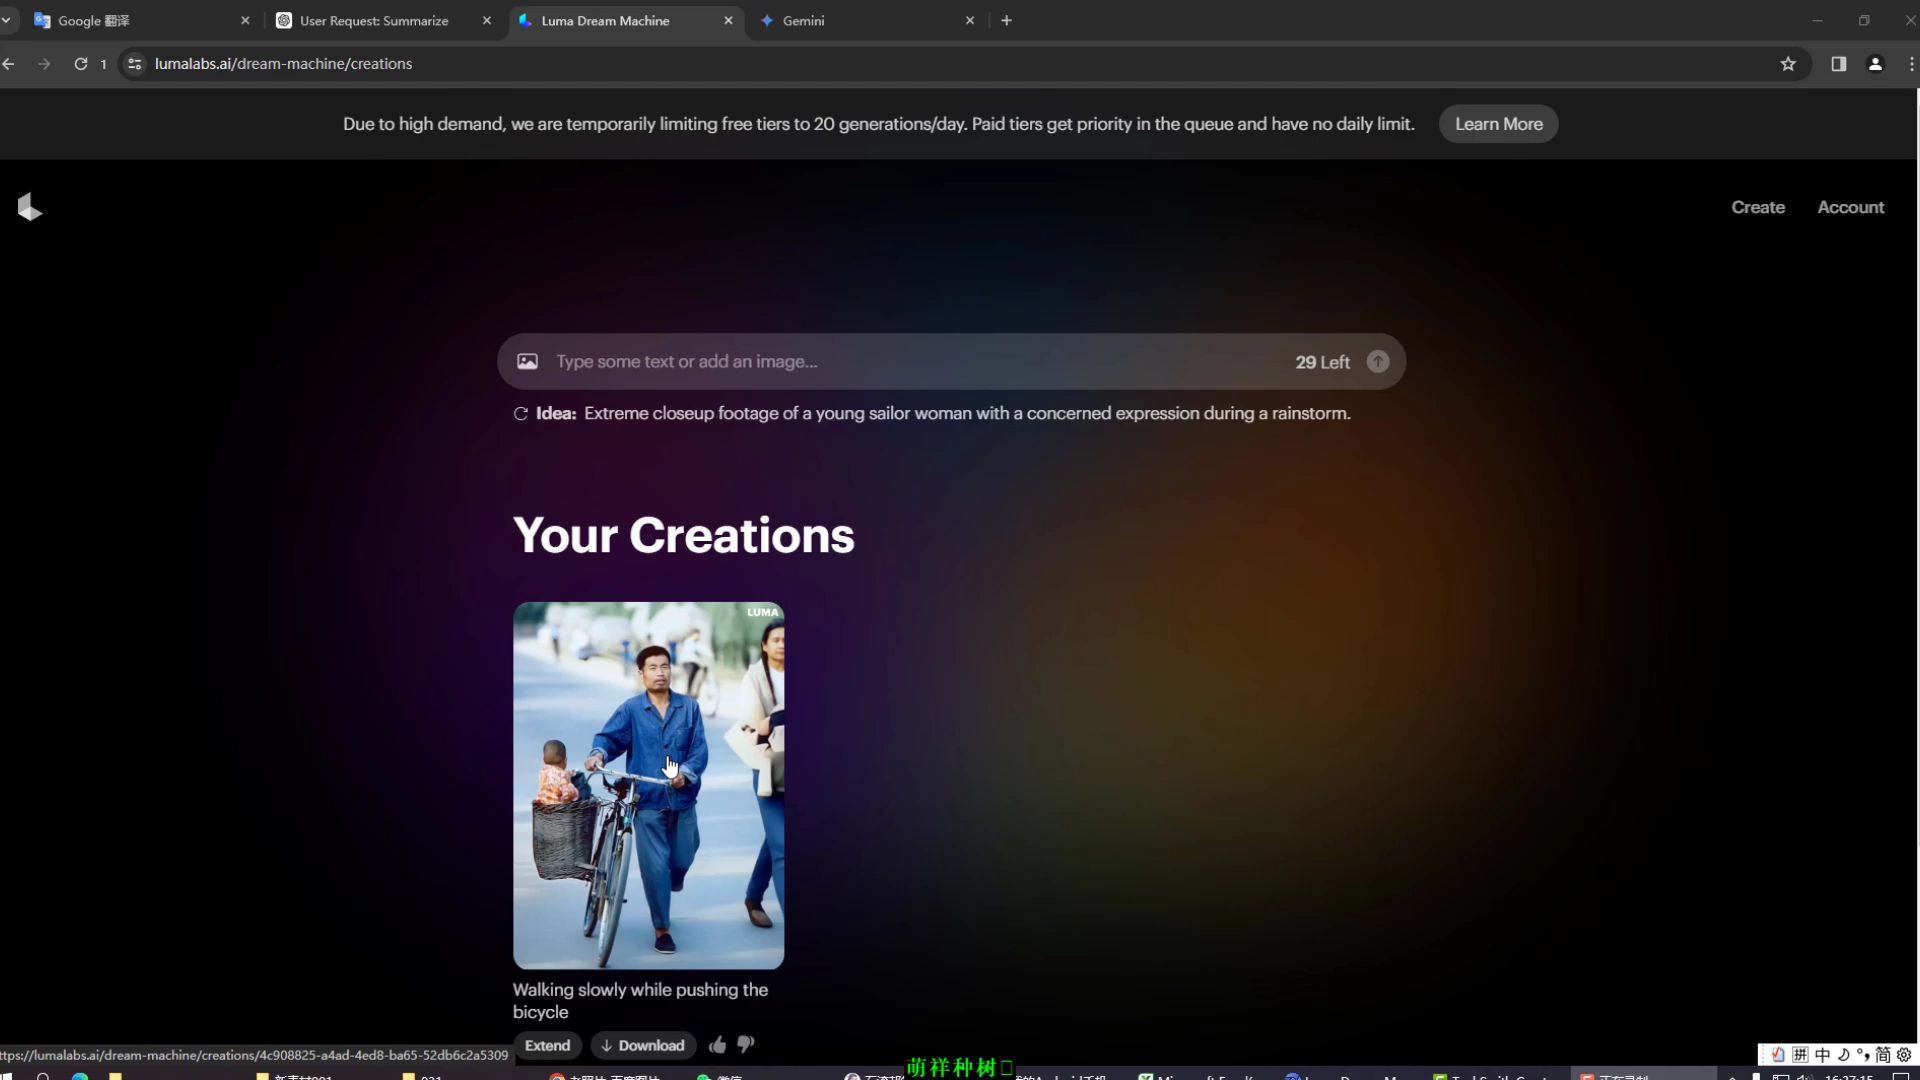 Google 翻译
User Request: Summarize
Luma Dream Machine
Gemini
1
lumalabs.ai/dream-machine/creations
Due to high demand, we are temporarily limiting free tiers to 20 generations/day. Paid tiers get priority in the queue and have no daily limit.
Learn More
Create
Account
Type some text or add an image...
29 Left
Idea: Extreme closeup footage of a young sailor woman with a concerned expression during a rainstorm.
Your Creations
LUMA
Walking slowly while pushing the
bicycle
Extend
Download
ttps://lumalabs.ai/dream-machine/creations/4c908825-a4ad-4ed8-ba65-52db6c2a5309
拼 中 简
萌祥种树